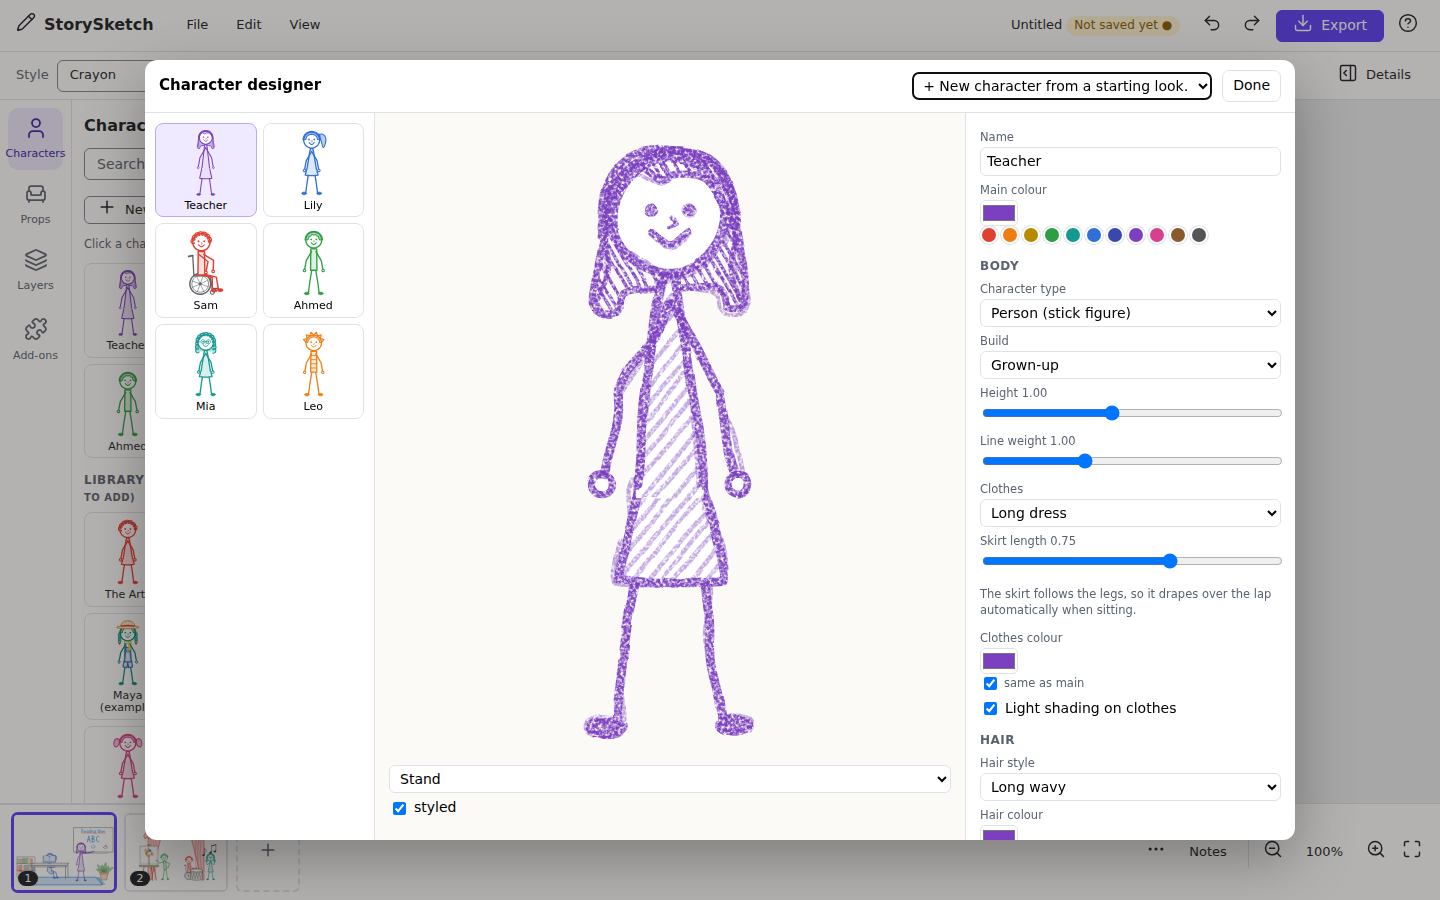 StorySketch
File
Edit
View
Untitled
Not saved yet
Export
Style
Crayon
Details
Character designer
+ New character from a starting look.
Done
Characters
Props
Layers
Add-ons
Charac
Search
New
Click a cha
Teache
Ahmed
LIBRARY
TO ADD)
The Art
Maya
(exampl
Teacher
Lily
Sam
Ahmed
Mia
Leo
Stand
styled
Name
Teacher
Main colour
BODY
Character type
Person (stick figure)
Build
Grown-up
Height 1.00
Line weight 1.00
Clothes
Long dress
Skirt length 0.75
The skirt follows the legs, so it drapes over the lap
automatically when sitting.
Clothes colour
same as main
Light shading on clothes
HAIR
Hair style
Long wavy
Hair colour
ABC
1
2
+
Notes
100%